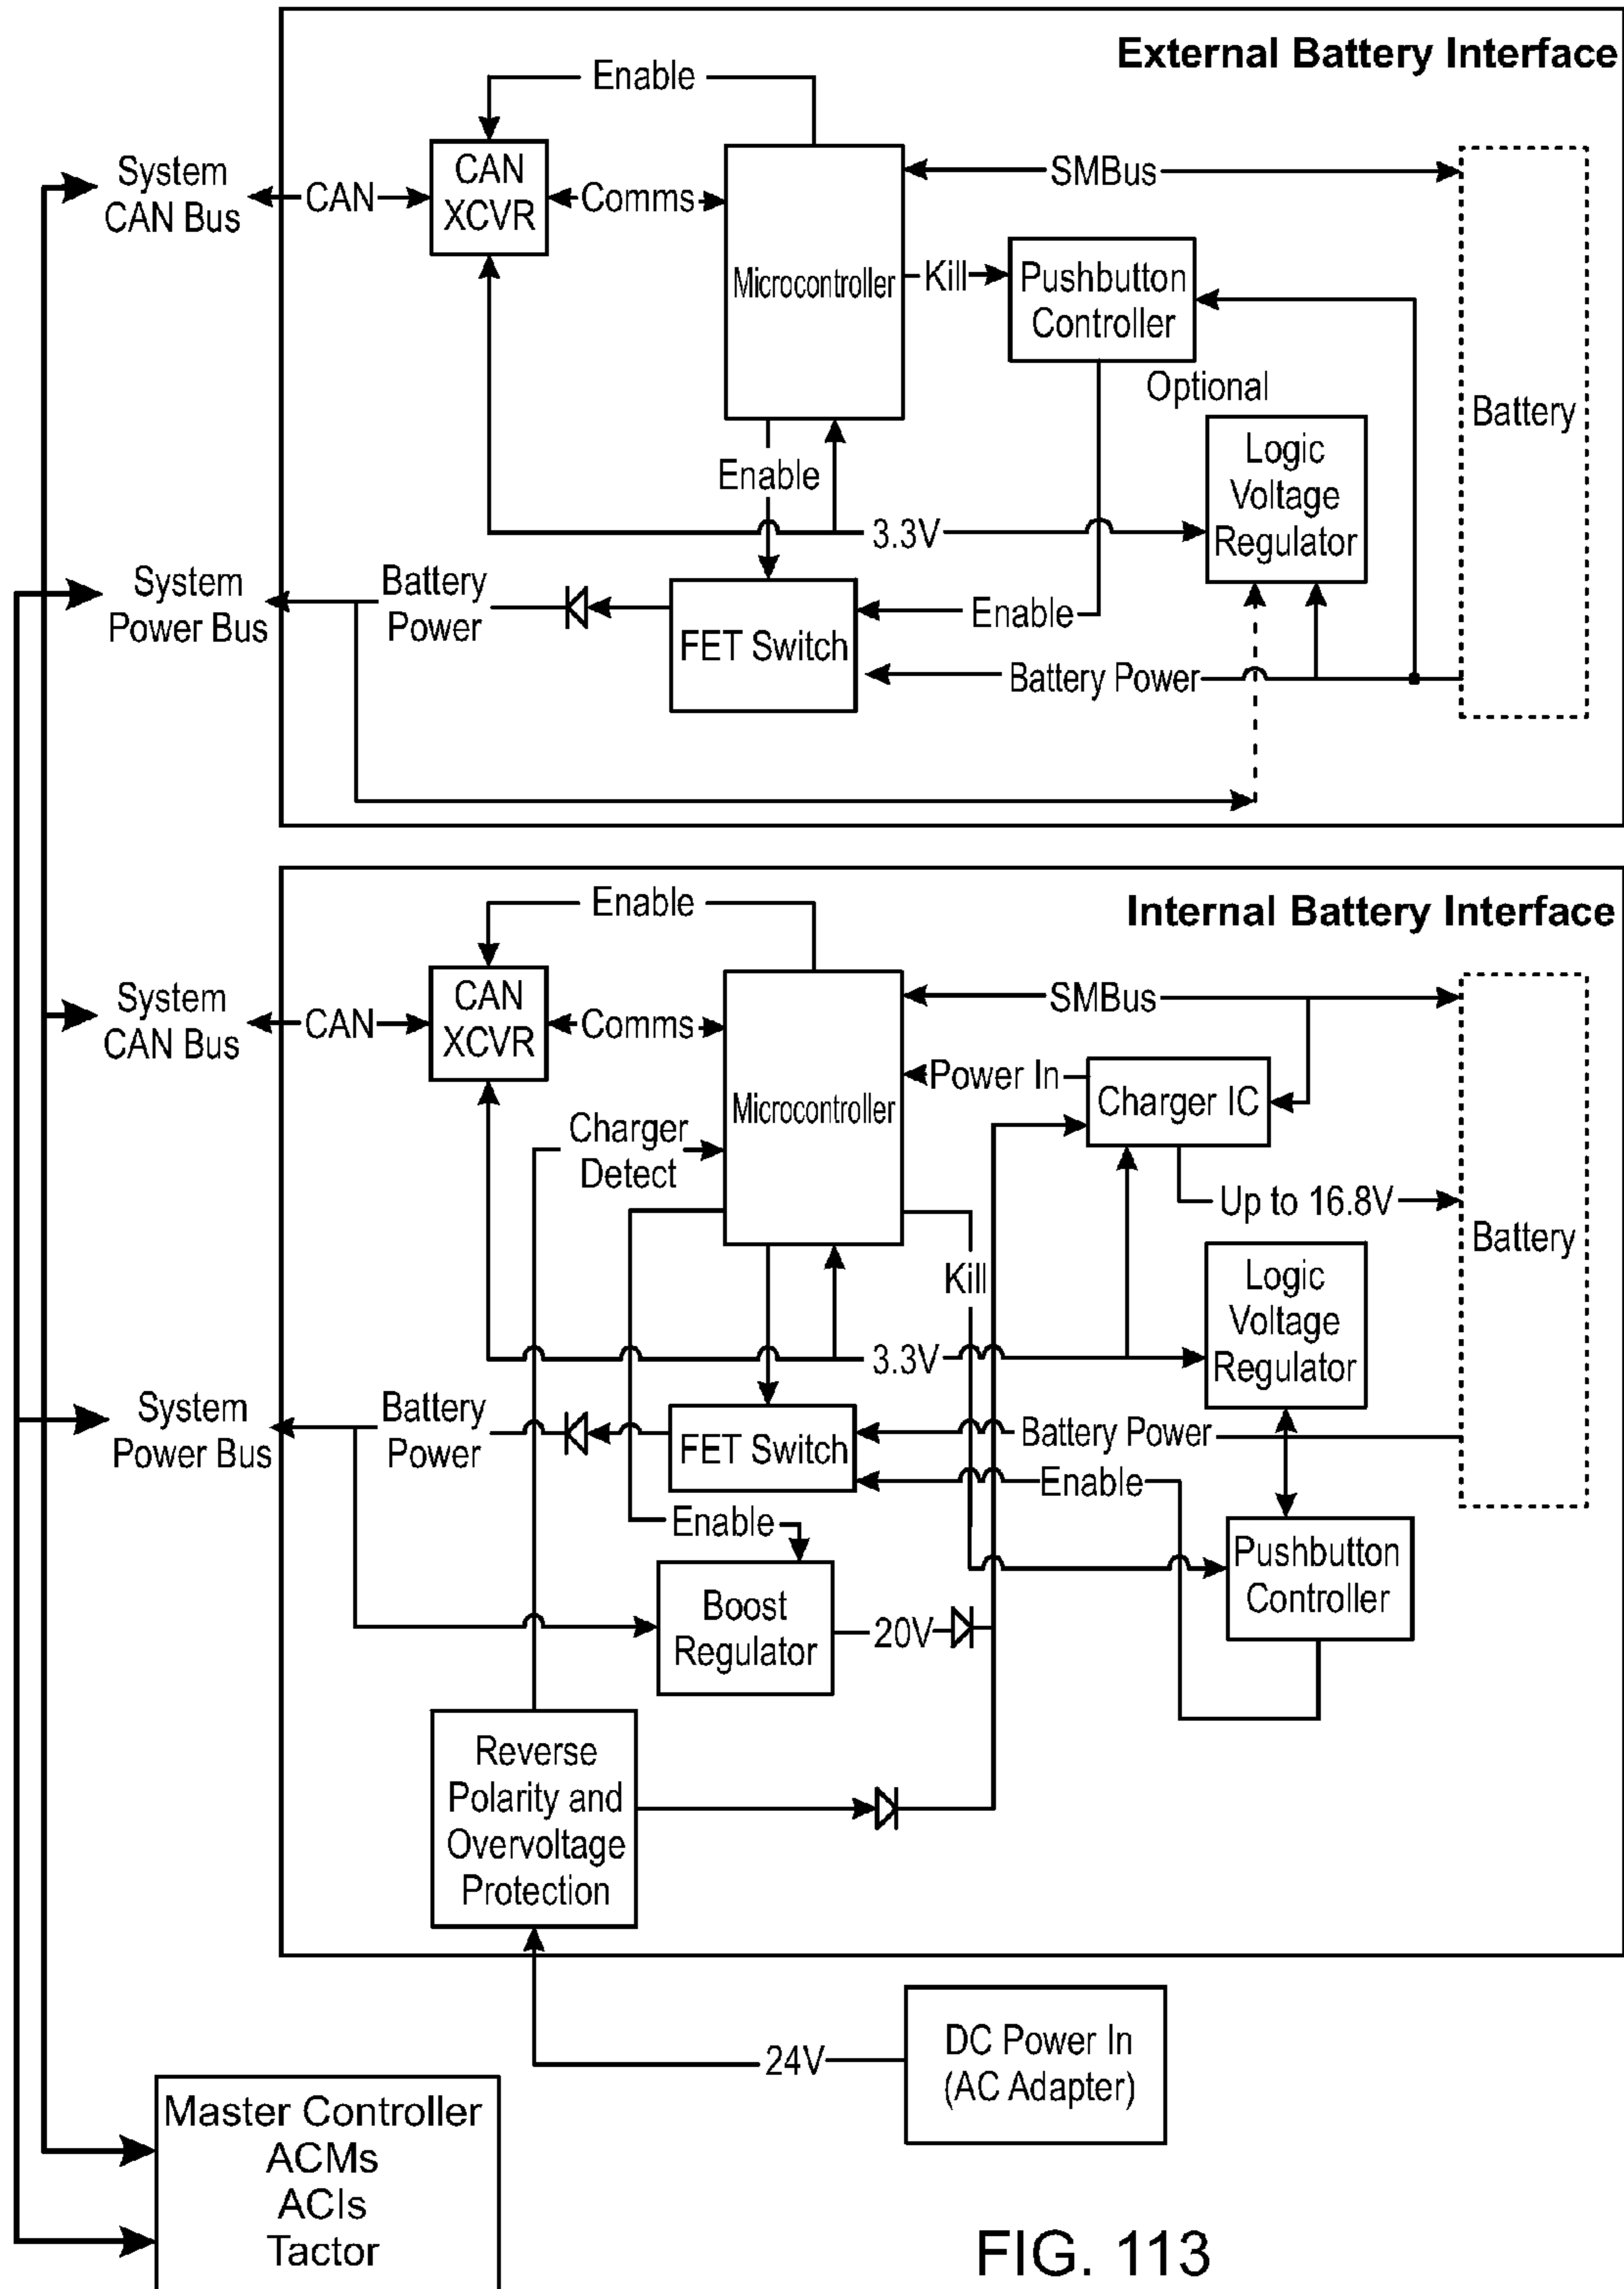 External Battery Interface
Enable
System
CAN Bus
CAN
CAN
XCVR
Comms
Microcontroller
SMBus
Kill
Pushbutton
Controller
Optional
Battery
Logic
Voltage
Regulator
Enable
3.3V
System
Power Bus
Battery
Power
FET Switch
Enable
Battery Power
Internal Battery Interface
Enable
System
CAN Bus
CAN
CAN
XCVR
Comms
Microcontroller
SMBus
Power In
Charger IC
Charger
Detect
Up to 16.8V
Battery
Kill
Logic
Voltage
Regulator
3.3V
System
Power Bus
Battery
Power
FET Switch
Battery Power
Enable
Enable
Pushbutton
Controller
Boost
Regulator
20V
Reverse
Polarity and
Overvoltage
Protection
24V
DC Power In
(AC Adapter)
Master Controller
ACMs
ACIs
Tactor
FIG. 113